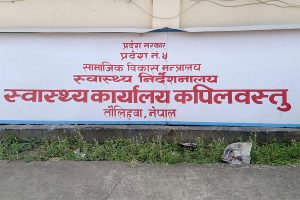 प्रदेश सरकार
प्रदेश नं. ५
सामाजिक विकास मन्त्रालय
स्वास्थ्य निर्देशनालय
स्वास्थ्य कार्यालय कपिलवस्तु
तौलिहवा, नेपाल